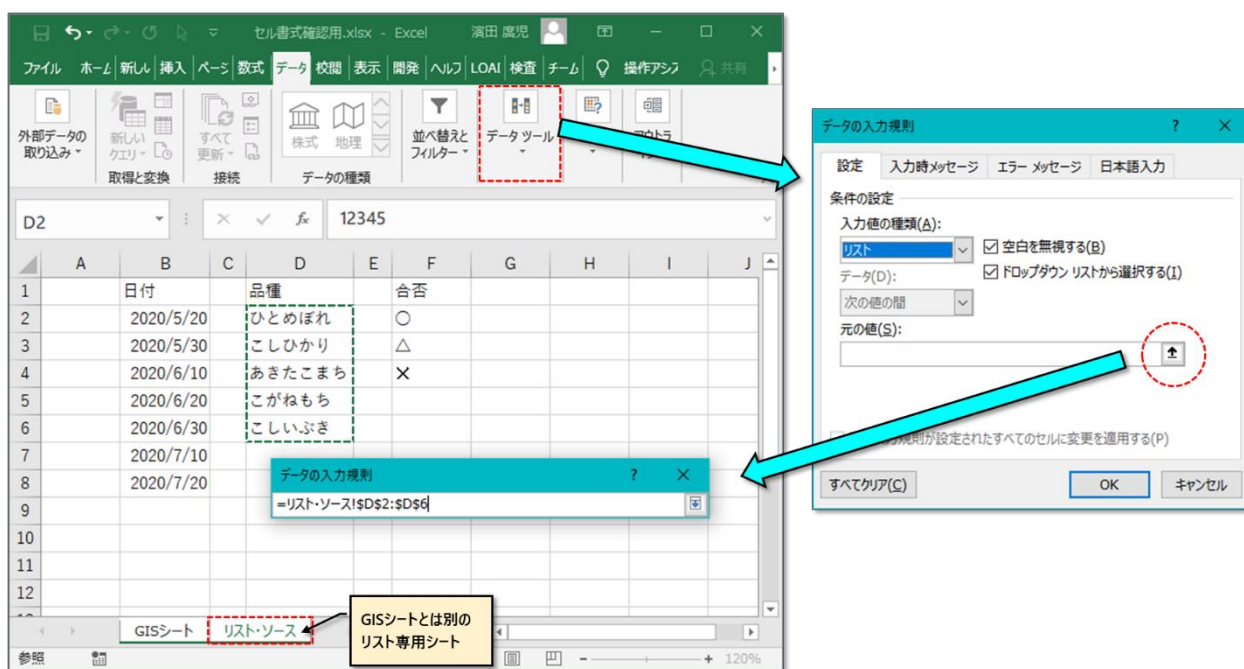 セル書式確認用.xlsx - Excel
濱田 庶児
ファイル ホーム 新しい 挿入 ページ 数式 データ 校閲 表示 開発 ヘルプ LOAI 検査 チーム 操作アシス 共有
外部データの
取り込み
新しい
クエリ
すべて
更新
株式 地理
並べ替えと
フィルター
データ ツール
取得と変換 接続 データの種類
D2 fx 12345
A B C D E F G H I J
1 日付 品種 合否
2 2020/5/20 ひとめぼれ ○
3 2020/5/30 こしひかり △
4 2020/6/10 あきたこまち ×
5 2020/6/20 こがねもち
6 2020/6/30 こしいぶき
7 2020/7/10
8 2020/7/20
9
10
11
12
データの入力規則 ? ×
=リスト・ソース!$D$2:$D$6
GISシートとは別の
リスト専用シート
GISシート リスト・ソース
参照 120%
データの入力規則 ? ×
設定 入力時メッセージ エラー メッセージ 日本語入力
条件の設定
入力値の種類(A):
リスト 空白を無視する(B)
データ(D): ドロップダウン リストから選択する(I)
次の値の間
元の値(S):
規則が設定されたすべてのセルに変更を適用する(P)
すべてクリア(C) OK キャンセル